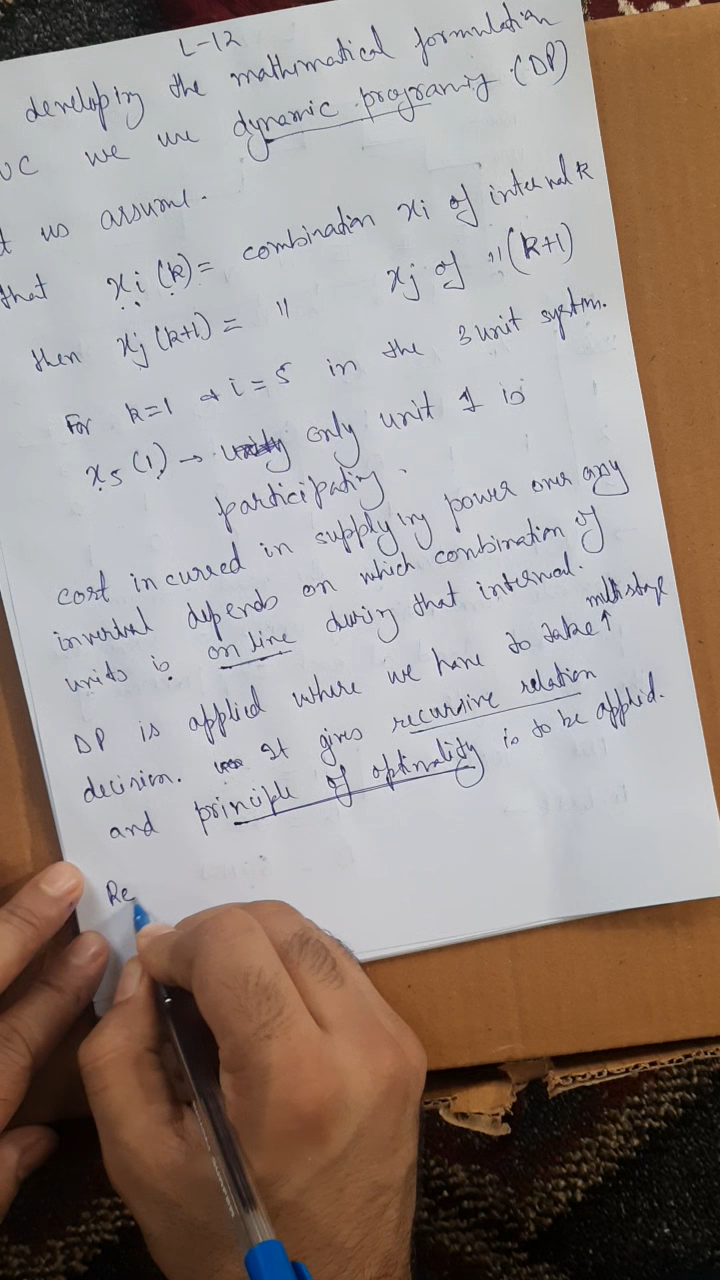 L-12
developing the mathematical formulation
UC we use dynamic programig (DP)
t us assume.
that xi (k) = combination xi of interval k
then xj (k+1) = " xj of " (k+1)
For k=1 & i=5 in the 3 unit system.
x5 (1) → only unit 1 is
participating.
cost incurred in supplying power over any
interval depends on which combination of
units is on line during that interval.
DP is applied where we have to take ↑ multistage
decision. It gives recursive relation
and principle of optimality is to be applied.
Re